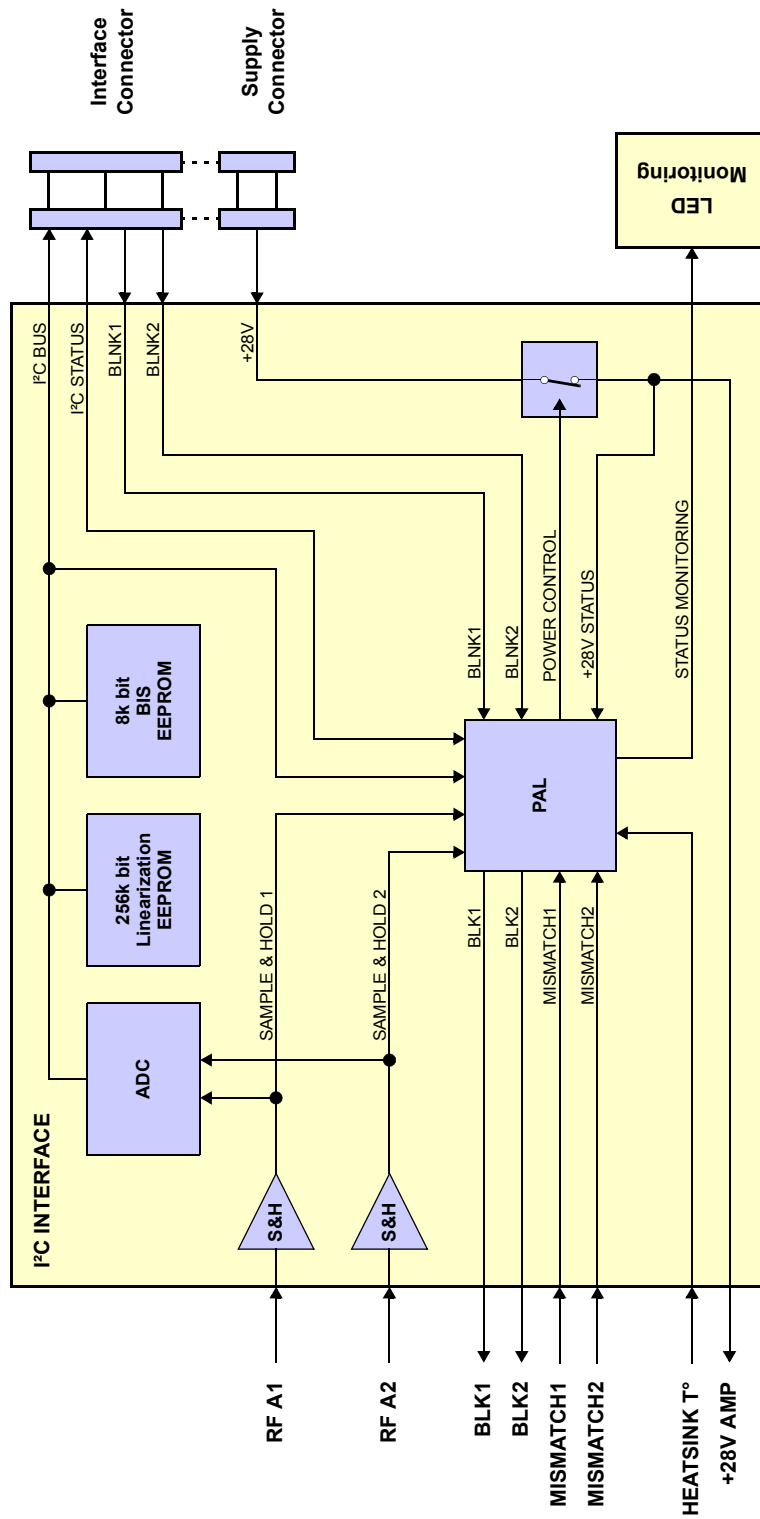 I²C INTERFACE
Interface
Connector
Supply
Connector
I²C BUS
I²C STATUS
BLNK1
BLNK2
+28V
ADC
256k bit
Linearization
EEPROM
8k bit
BIS
EEPROM
S&H
S&H
SAMPLE & HOLD 1
SAMPLE & HOLD 2
RF A1
RF A2
BLK1
BLK2
MISMATCH1
MISMATCH2
HEATSINK T°
+28V AMP
BLK1
BLK2
MISMATCH1
MISMATCH2
PAL
BLNK1
BLNK2
POWER CONTROL
+28V STATUS
STATUS MONITORING
LED
Monitoring